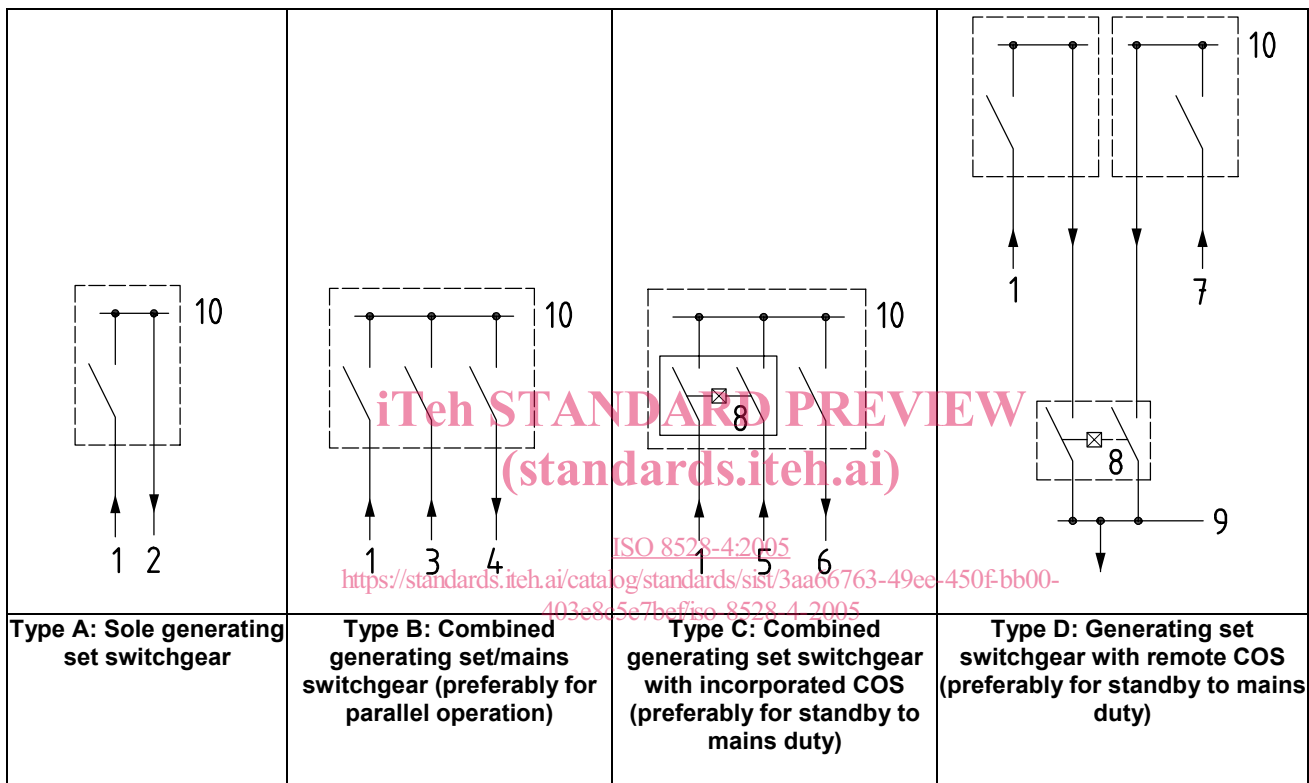 10
1
7
10
10
10
8
8
iTeh STANDARD PREVIEW
(standards.iteh.ai)
9
1 2
1 3 4
1 5 6
ISO 8528-4:2005
https://standards.iteh.ai/catalog/standards/sist/3aa66763-49ee-450f-bb00-
403e8c5e7bef/iso-8528-4-2005
Type A: Sole generating
set switchgear
Type B: Combined
generating set/mains
switchgear (preferably for
parallel operation)
Type C: Combined
generating set switchgear
with incorporated COS
(preferably for standby to
mains duty)
Type D: Generating set
switchgear with remote COS
(preferably for standby to mains
duty)